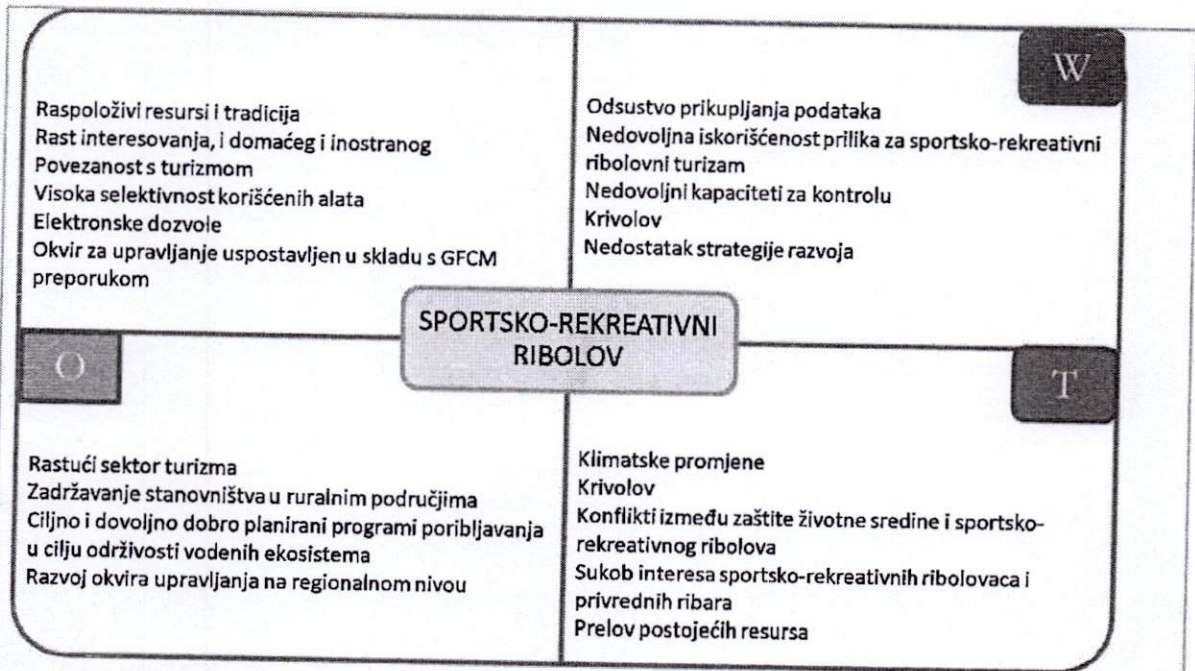 Raspoloživi resursi i tradicija
Rast interesovanja, i domaćeg i inostranog
Povezanost s turizmom
Visoka selektivnost korišćenih alata
Elektronske dozvole
Okvir za upravljanje uspostavljen u skladu s GFCM
preporukom
W
Odsustvo prikupljanja podataka
Nedovoljna iskorišćenost prilika za sportsko-rekreativni
ribolovni turizam
Nedovoljni kapaciteti za kontrolu
Krivolov
Nedostatak strategije razvoja
SPORTSKO-REKREATIVNI
RIBOLOV
O
Rastući sektor turizma
Zadržavanje stanovništva u ruralnim područjima
Ciljno i dovoljno dobro planirani programi poribljavanja
u cilju održivosti vodenih ekosistema
Razvoj okvira upravljanja na regionalnom nivou
T
Klimatske promjene
Krivolov
Konflikti između zaštite životne sredine i sportsko-
rekreativnog ribolova
Sukob interesa sportsko-rekreativnih ribolovaca i
privrednih ribara
Prelov postojećih resursa